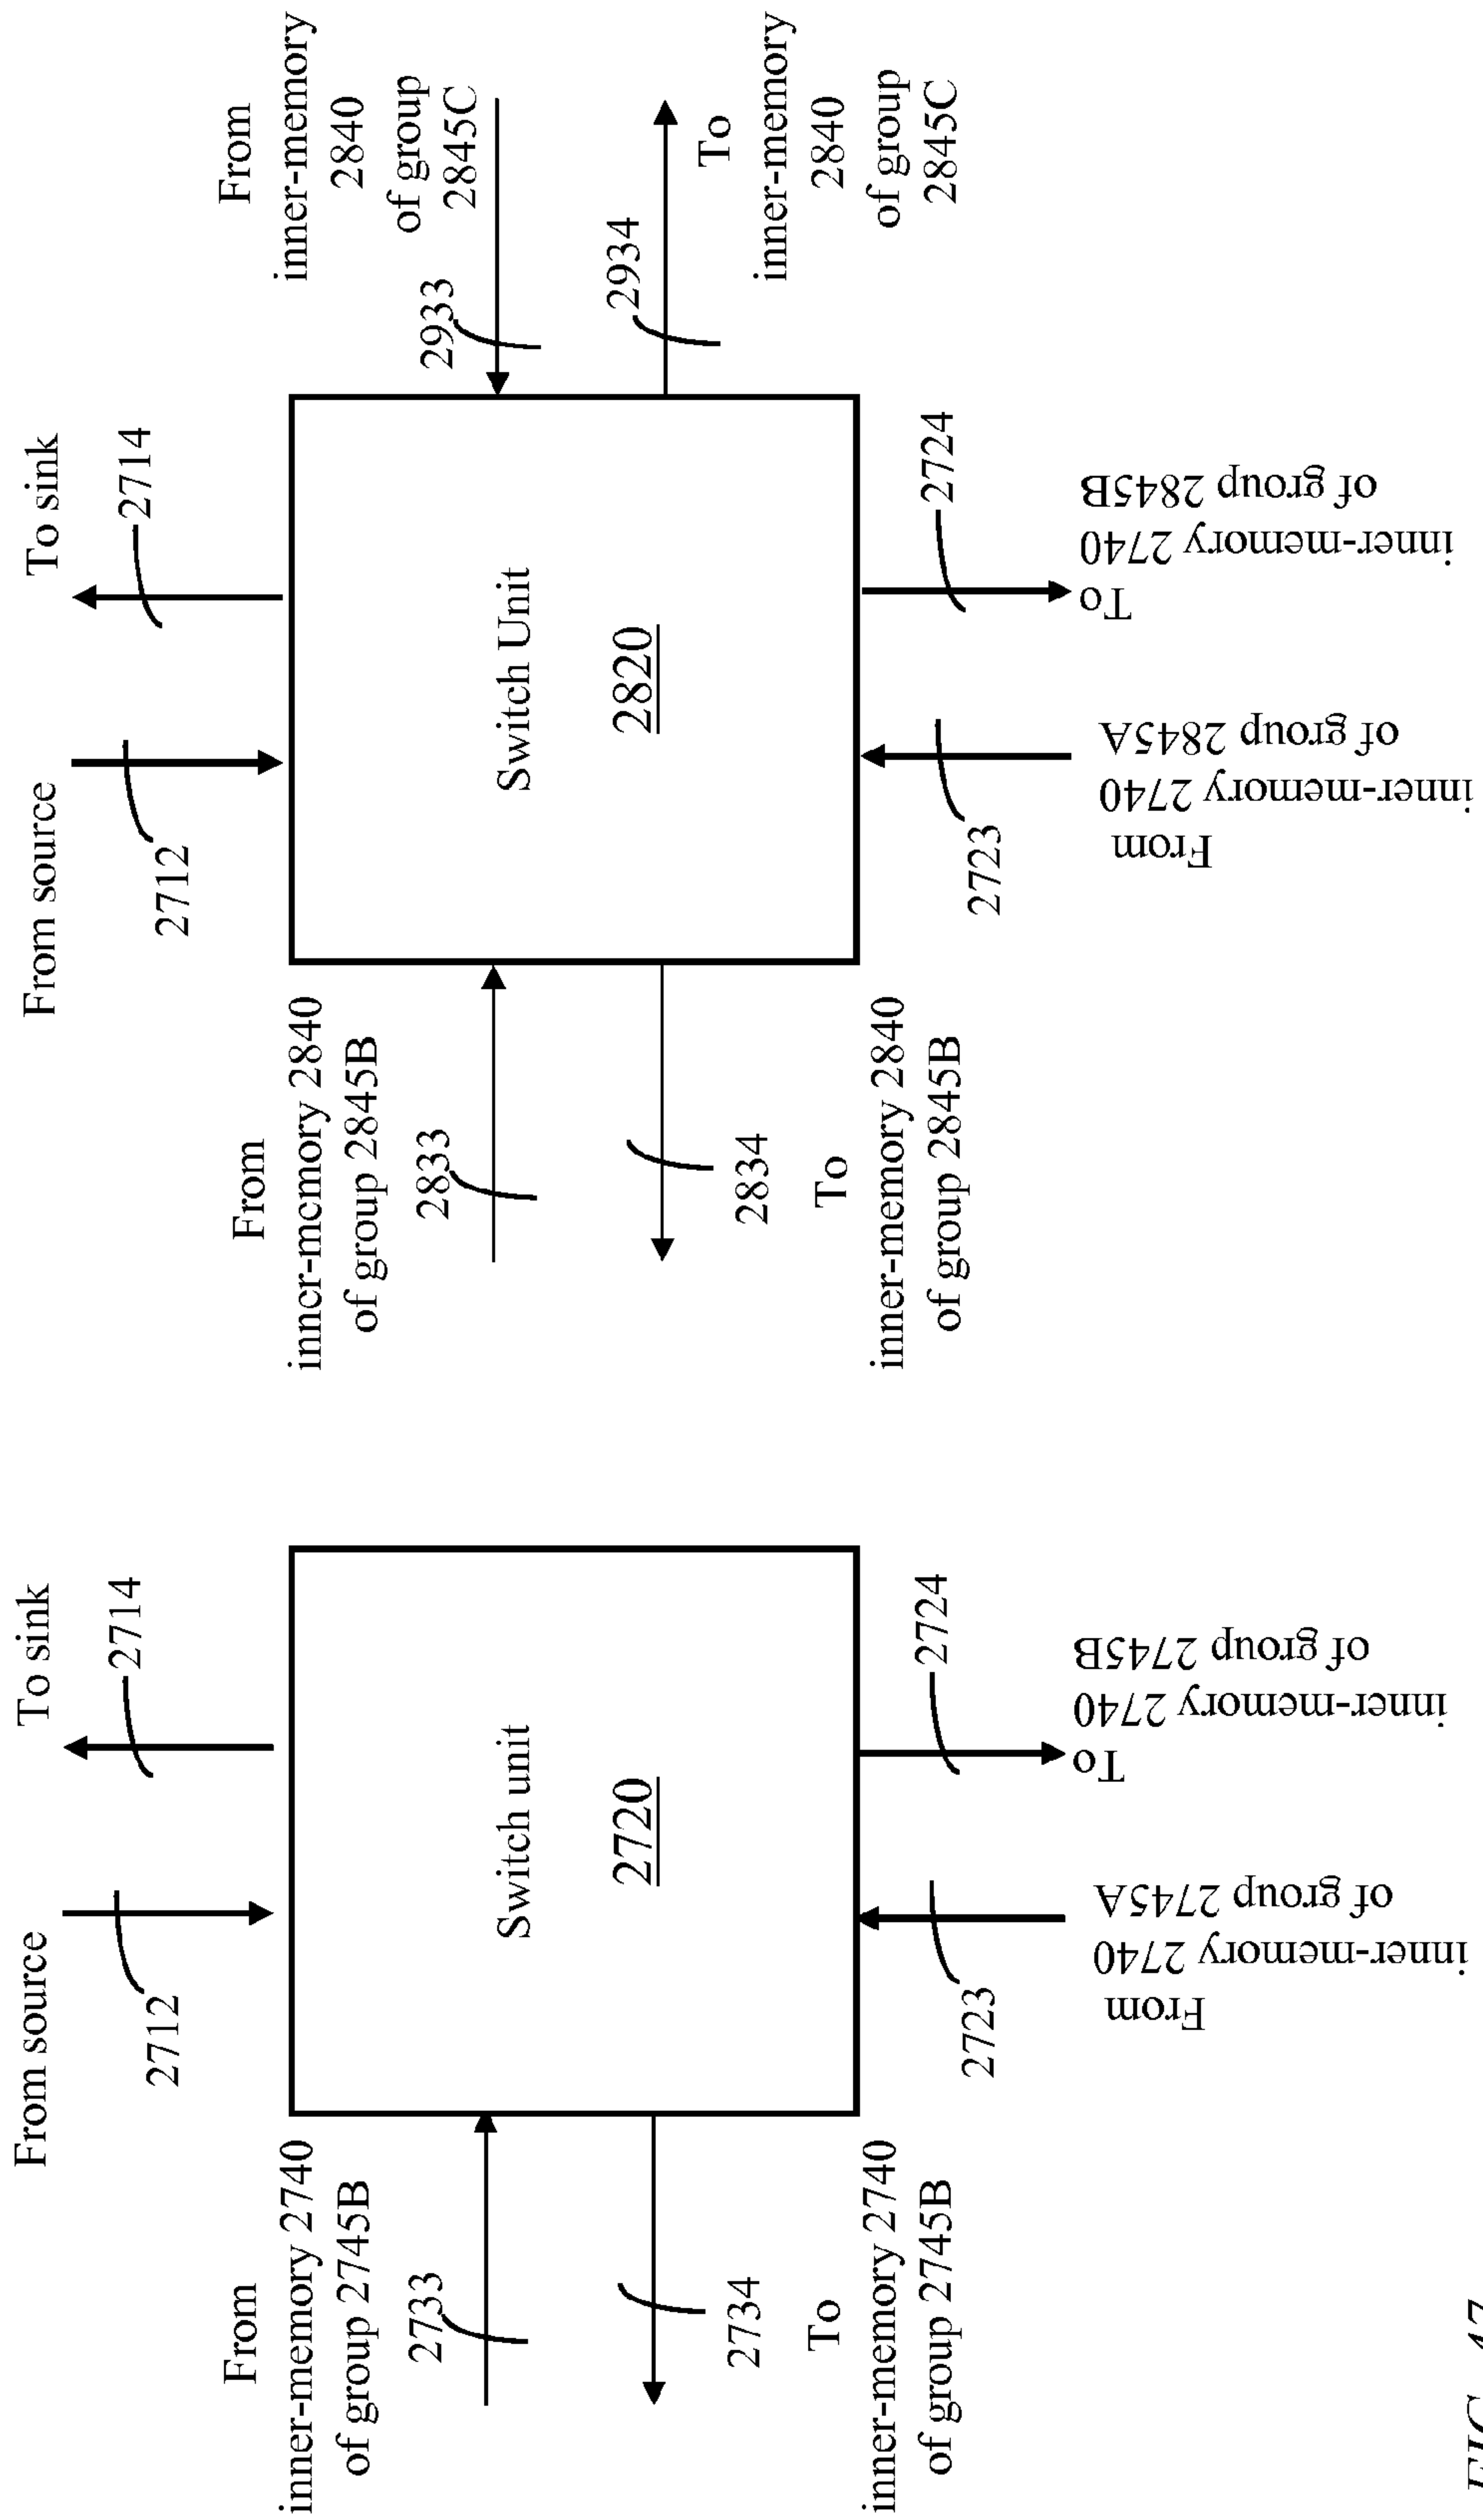 From source
To sink
2712
2714
From
inner-memory 2740
of group 2745B
2733
Switch unit
2720
2734
To
inner-memory 2740
of group 2745B
2723
2724
From
inner-memory 2740
of group 2745A
To
inner-memory 2740
of group 2745B
From source
To sink
2712
2714
From
inner-memory 2840
of group 2845B
2833
Switch Unit
2820
2834
To
inner-memory 2840
of group 2845B
From
inner-memory
2840
of group
2845C
2933
2934
To
inner-memory
2840
of group
2845C
2723
2724
From
inner-memory 2740
of group 2845A
To
inner-memory 2740
of group 2845B
FIG. 47